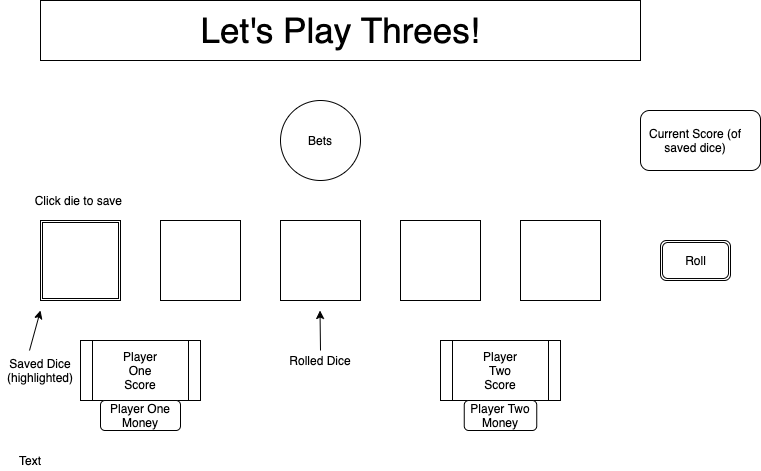 Let's Play Threes!
Bets
Current Score (of
saved dice)
Click die to save
Roll
Saved Dice
(highlighted)
Player
One
Score
Rolled Dice
Player
Two
Score
Player One
Money
Player Two
Money
Text